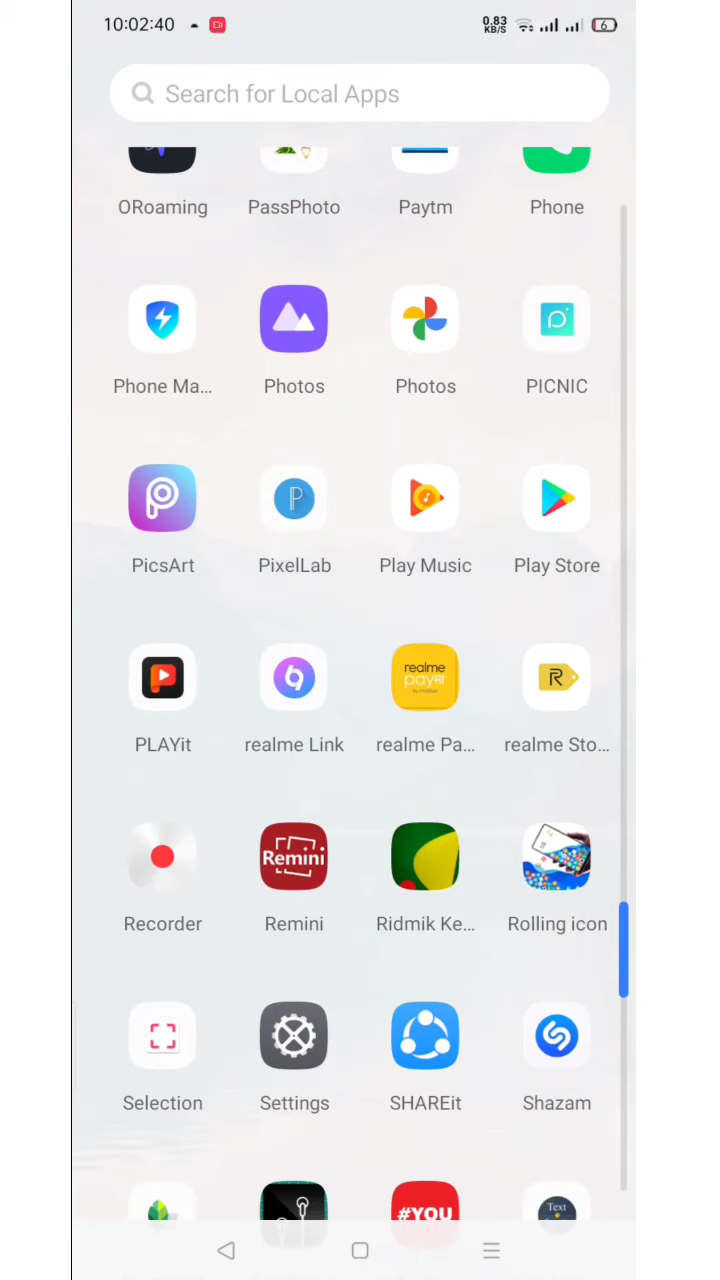 10:02:40
0.83
KB/S
6
Search for Local Apps
ORoaming
PassPhoto
Paytm
Phone
Phone Ma...
Photos
Photos
PICNIC
PicsArt
PixelLab
Play Music
Play Store
realme
pay
R
PLAYit
realme Link
realme Pa...
realme Sto...
Remini
Recorder
Remini
Ridmik Ke...
Rolling icon
Selection
Settings
SHAREit
Shazam
#YOU
Text